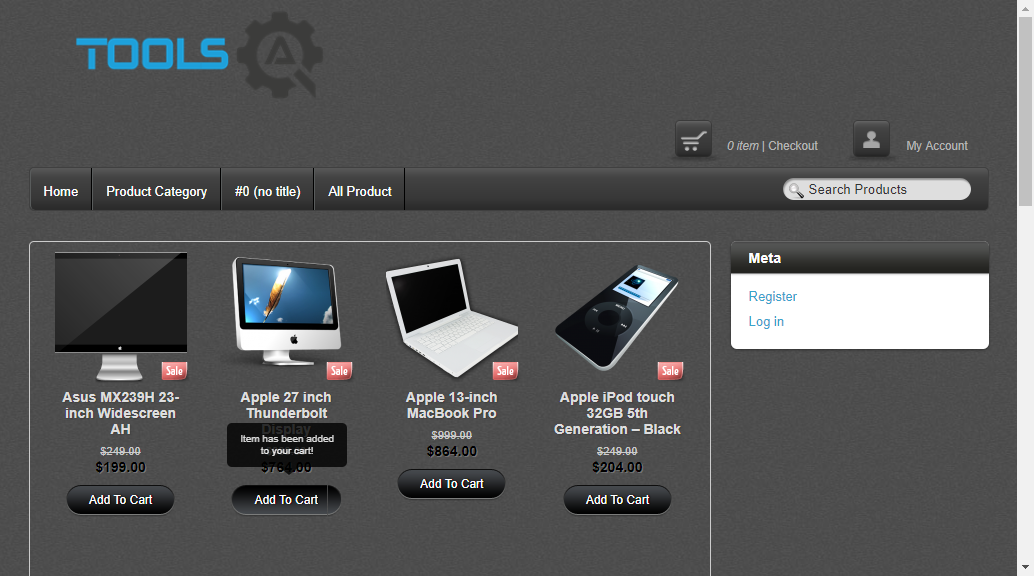 TOOLS
0 item | Checkout
My Account
Home
Product Category
#0 (no title)
All Product
Search Products
Sale
Asus MX239H 23-
inch Widescreen
AH
$249.00
$199.00
Add To Cart
Sale
Apple 27 inch
Thunderbolt
Display
Item has been added
to your cart!
$764.00
Add To Cart
Sale
Apple 13-inch
MacBook Pro
$999.00
$864.00
Add To Cart
Sale
Apple iPod touch
32GB 5th
Generation – Black
$249.00
$204.00
Add To Cart
Meta
Register
Log in